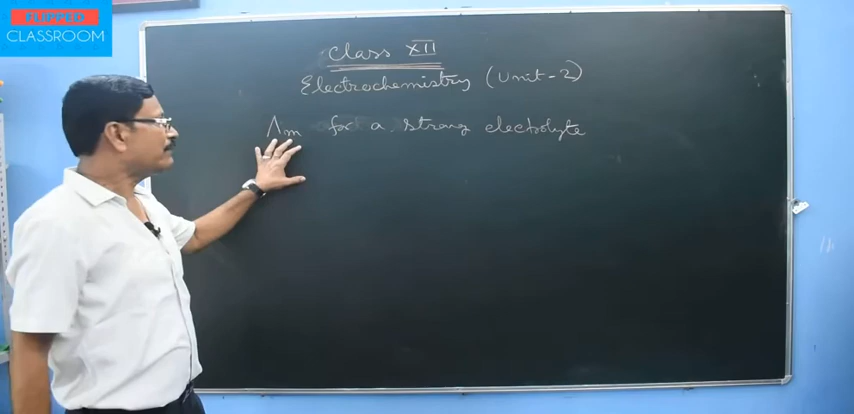 FLIPPED
CLASSROOM
Class XII
Electrochemistry (Unit-2)
Λm for a strong electrolyte